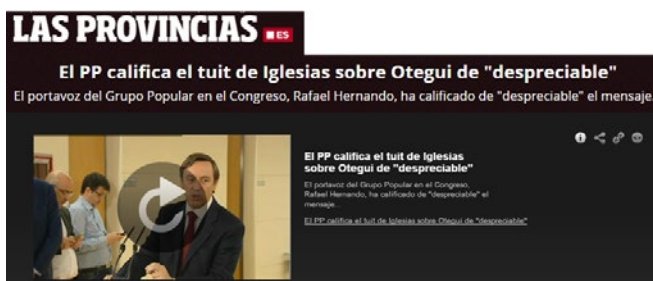 LAS PROVINCIAS ES
El PP califica el tuit de Iglesias sobre Otegui de "despreciable"
El portavoz del Grupo Popular en el Congreso, Rafael Hernando, ha calificado de "despreciable" el mensaje.
El PP califica el tuit de Iglesias
sobre Otegui de "despreciable"
El portavoz del Grupo Popular en el Congreso,
Rafael Hernando, ha calificado de "despreciable" el
mensaje...
El PP califica el tuit de Iglesias sobre Otegui de "despreciable"